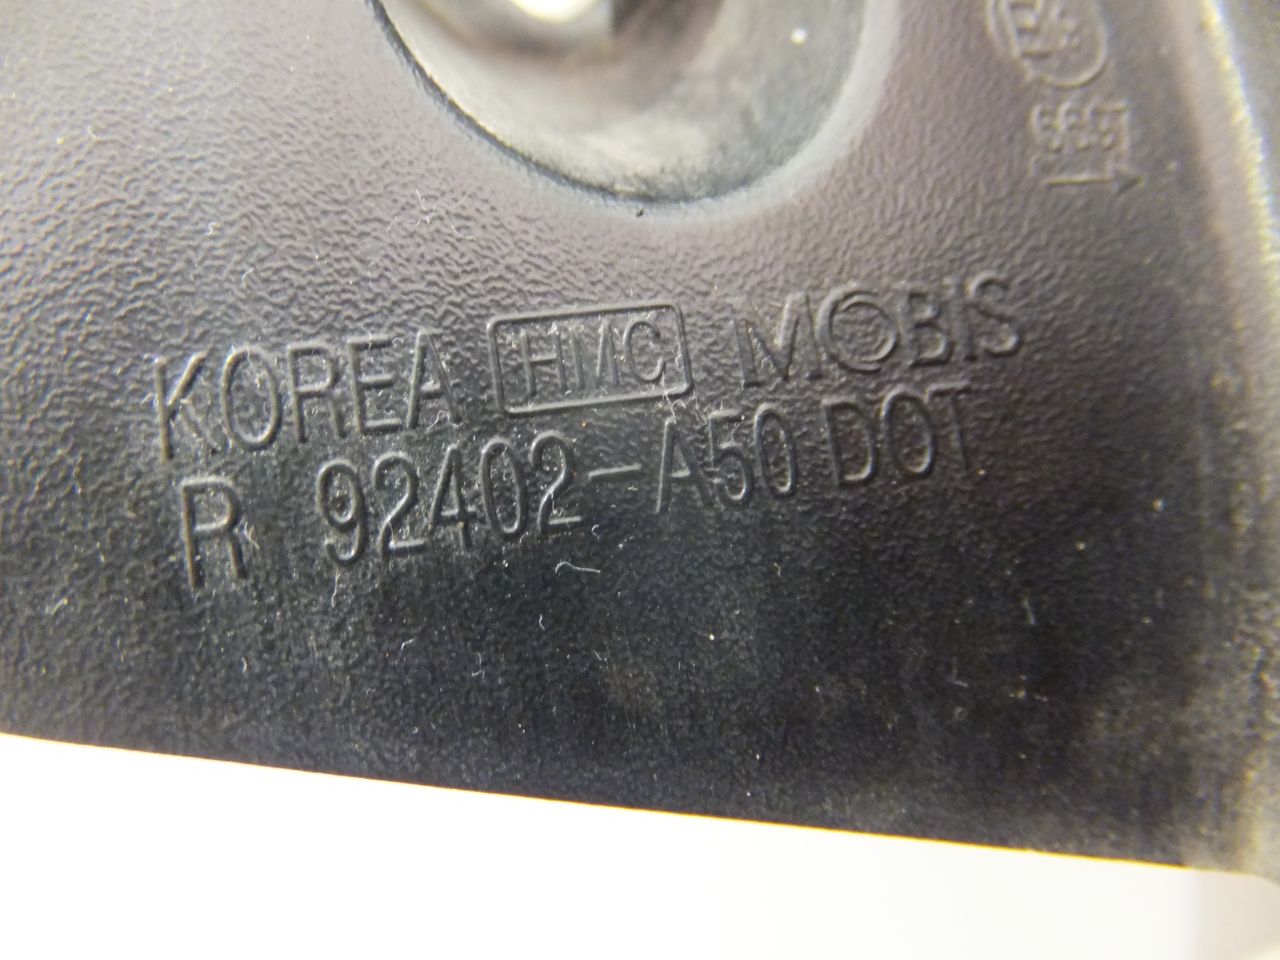 KOREA HMC MOBIS
R 92402-A50 DOT